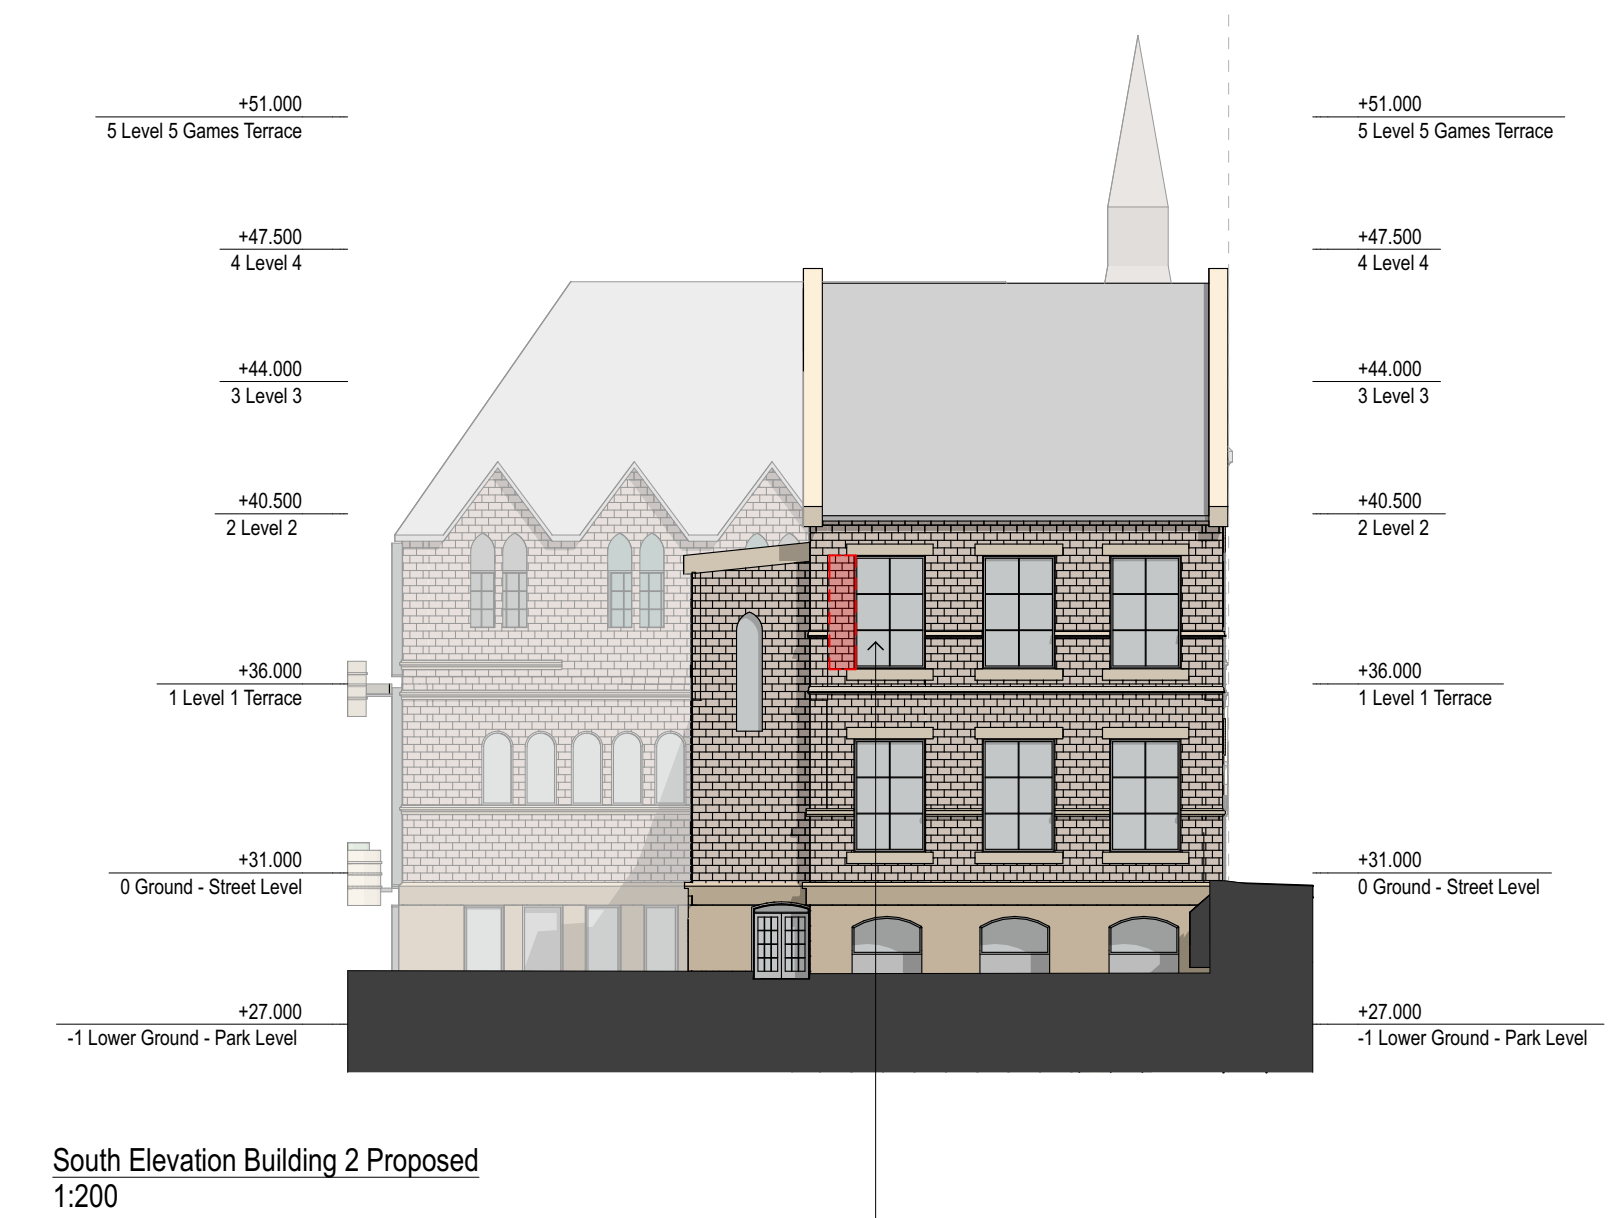 +51.000
5 Level 5 Games Terrace
+47.500
4 Level 4
+44.000
3 Level 3
+40.500
2 Level 2
+36.000
1 Level 1 Terrace
+31.000
0 Ground - Street Level
+27.000
-1 Lower Ground - Park Level
+51.000
5 Level 5 Games Terrace
+47.500
4 Level 4
+44.000
3 Level 3
+40.500
2 Level 2
+36.000
1 Level 1 Terrace
+31.000
0 Ground - Street Level
+27.000
-1 Lower Ground - Park Level
South Elevation Building 2 Proposed
1:200